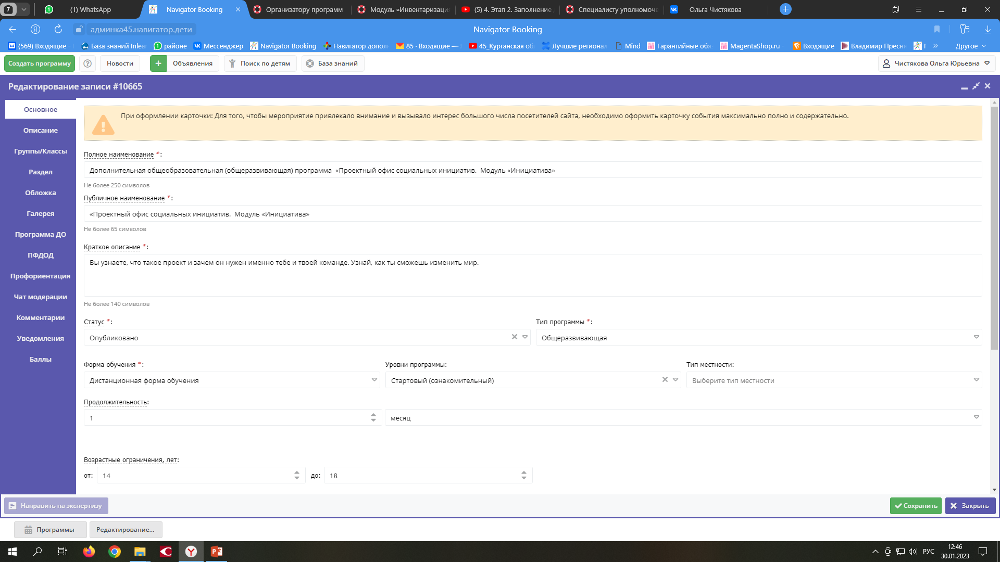 7
(1) WhatsApp
Navigator Booking
Организатору программ
Модуль «Инвентаризаци
(5) 4. Этап 2. Заполнение
Специалисту уполномоче
Ольга Чистякова
админка45.навигатор.дети
Navigator Booking
(569) Входящие -
База знаний Inlear
районе
Мессенджер
Navigator Booking
Навигатор допол
85 · Входящие —
45_Курганская об
Лучшие регионал
Mind
Гарантийные обя
MagentaShop.ru -
Входящие
Владимир Пресня
Другое
Создать программу
Новости
+ Объявления
Поиск по детям
База знаний
Чистякова Ольга Юрьевна
Редактирование записи #10665
Основное
Описание
Группы/Классы
Раздел
Обложка
Галерея
Программа ДО
ПФДОД
Профориентация
Чат модерации
Комментарии
Уведомления
Баллы
При оформлении карточки: Для того, чтобы мероприятие привлекало внимание и вызывало интерес большого числа посетителей сайта, необходимо оформить карточку события максимально полно и содержательно.
Полное наименование *:
Дополнительная общеобразовательная (общеразвивающая) программа «Проектный офис социальных инициатив. Модуль «Инициатива»
Не более 250 символов
Публичное наименование *:
«Проектный офис социальных инициатив. Модуль «Инициатива»
Не более 65 символов
Краткое описание *:
Вы узнаете, что такое проект и зачем он нужен именно тебе и твоей команде. Узнай, как ты сможешь изменить мир.
Не более 140 символов
Статус *:
Тип программы *:
Опубликовано
Общеразвивающая
Форма обучения *:
Уровни программы:
Тип местности:
Дистанционная форма обучения
Стартовый (ознакомительный)
Выберите тип местности
Продолжительность:
1
месяц
Возрастные ограничения, лет:
от: 14
до: 18
Направить на экспертизу
Сохранить
Закрыть
Программы
Редактирование...
РУС
12:46
30.01.2023